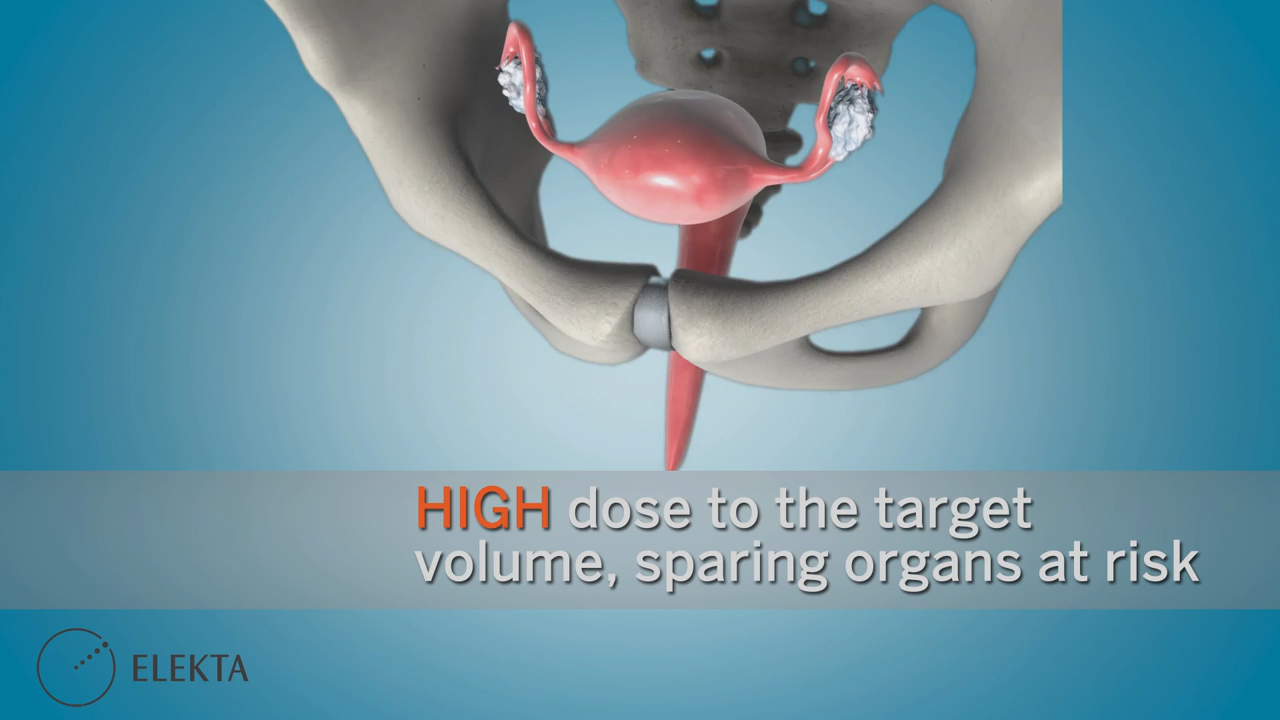 HIGH dose to the target
volume, sparing organs at risk
ELEKTA